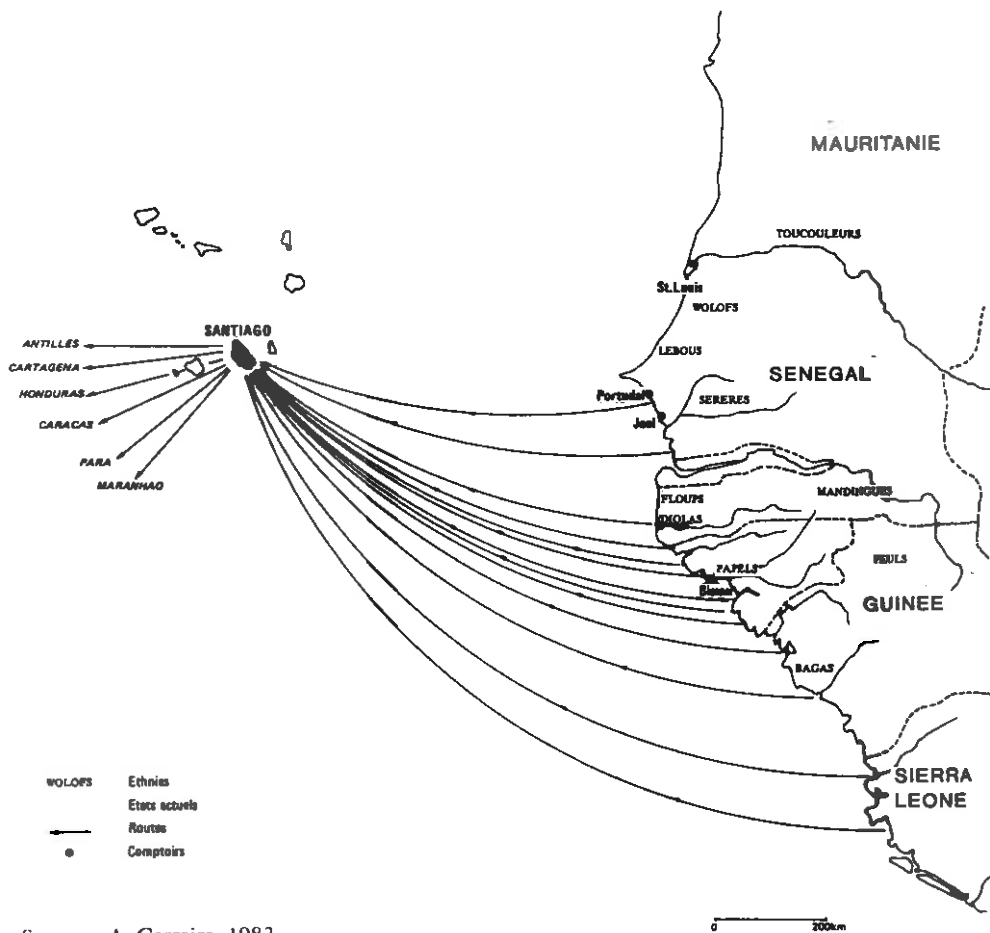 MAURITANIE
TOUCOULEURS
St.Louis
WOLOFS
SANTIAGO
ANTILLES
LEBOUS
CARTAGENA
SENEGAL
HONDURAS
Portudal
SERERES
Joal
CARACAS
PARA
MARANHAO
FLOUPS
MANDINGUES
DIOLAS
PAPELS
PEULS
Bissau
GUINEE
BAGAS
SIERRA
LEONE
WOLOFS Ethnies
Etats actuels
Routes
Comptoirs
A. Carreira, 1983
0 200km